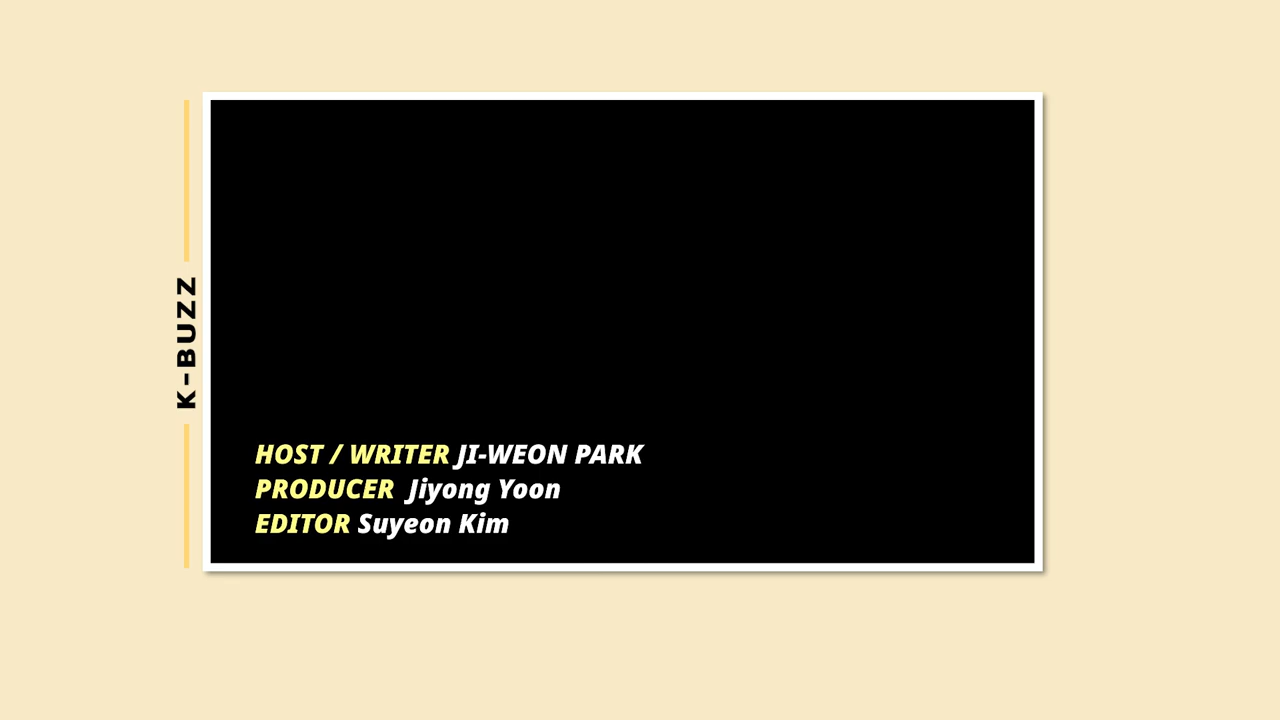 K-BUZZ
HOST / WRITER JI-WEON PARK
PRODUCER Jiyong Yoon
EDITOR Suyeon Kim